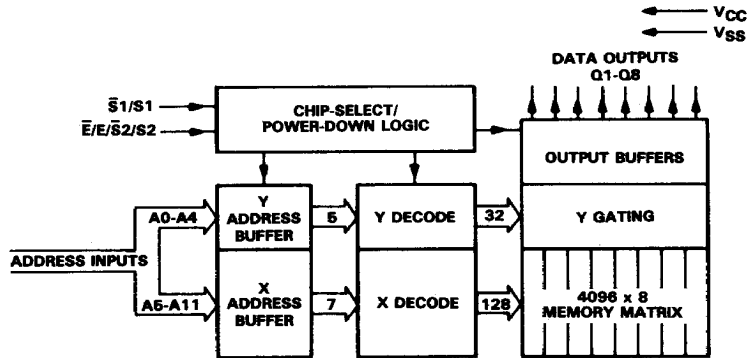 VCC
VSS
DATA OUTPUTS
Q1-Q8
S̅1/S1
E̅/E/S̅2/S2
CHIP-SELECT/
POWER-DOWN LOGIC
OUTPUT BUFFERS
A0-A4
Y
ADDRESS
BUFFER
5
Y DECODE
32
Y GATING
ADDRESS INPUTS
A5-A11
X
ADDRESS
BUFFER
7
X DECODE
128
4096 x 8
MEMORY MATRIX